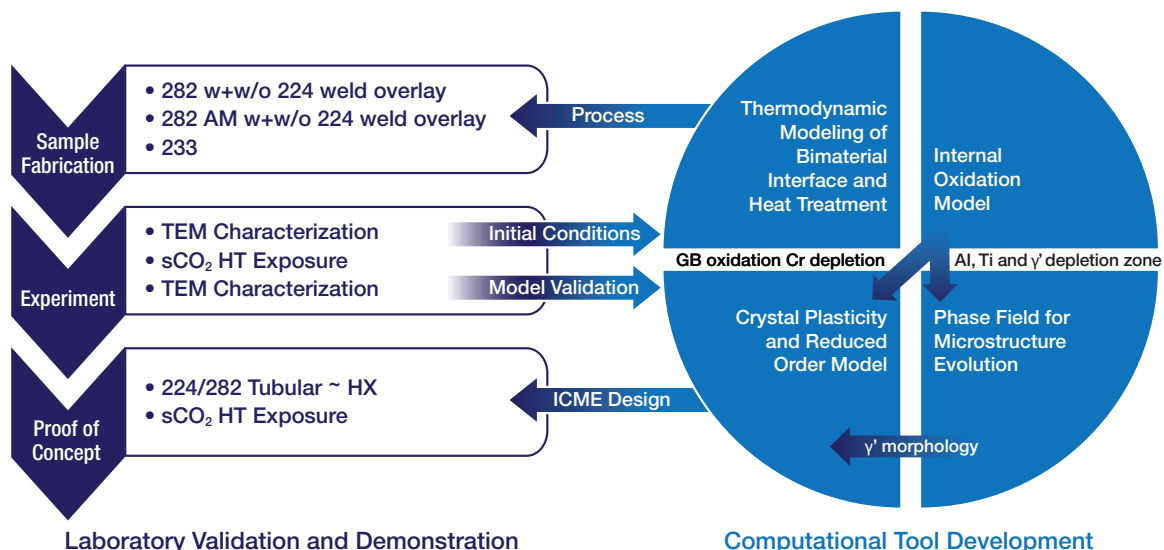 Sample
Fabrication
• 282 w+w/o 224 weld overlay
• 282 AM w+w/o 224 weld overlay
• 233
Process
Experiment
• TEM Characterization
• sCO₂ HT Exposure
• TEM Characterization
Initial Conditions
Model Validation
Proof of
Concept
• 224/282 Tubular ~ HX
• sCO₂ HT Exposure
ICME Design
Laboratory Validation and Demonstration
Thermodynamic
Modeling of
Bimaterial
Interface and
Heat Treatment
Internal
Oxidation
Model
GB oxidation Cr depletion
Al, Ti and γ’ depletion zone
Crystal Plasticity
and Reduced
Order Model
Phase Field for
Microstructure
Evolution
γ’ morphology
Computational Tool Development